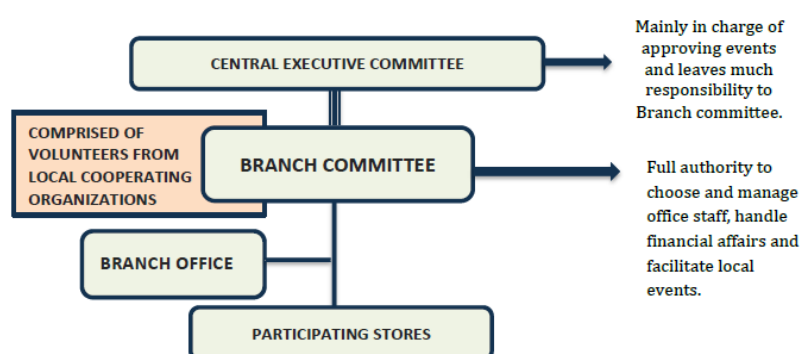 CENTRAL EXECUTIVE COMMITTEE
Mainly in charge of
approving events
and leaves much
responsibility to
Branch committee.
COMPRISED OF
VOLUNTEERS FROM
LOCAL COOPERATING
ORGANIZATIONS
BRANCH COMMITTEE
Full authority to
choose and manage
office staff, handle
financial affairs and
facilitate local
events.
BRANCH OFFICE
PARTICIPATING STORES